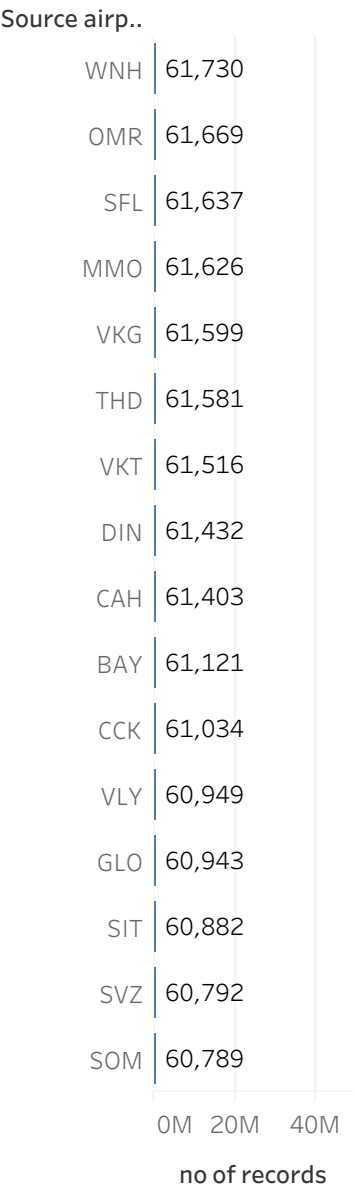 Source airp..
WNH 61,730
OMR 61,669
SFL 61,637
MMO 61,626
VKG 61,599
THD 61,581
VKT 61,516
DIN 61,432
CAH 61,403
BAY 61,121
CCK 61,034
VLY 60,949
GLO 60,943
SIT 60,882
SVZ 60,792
SOM 60,789
0M 20M 40M
no of records